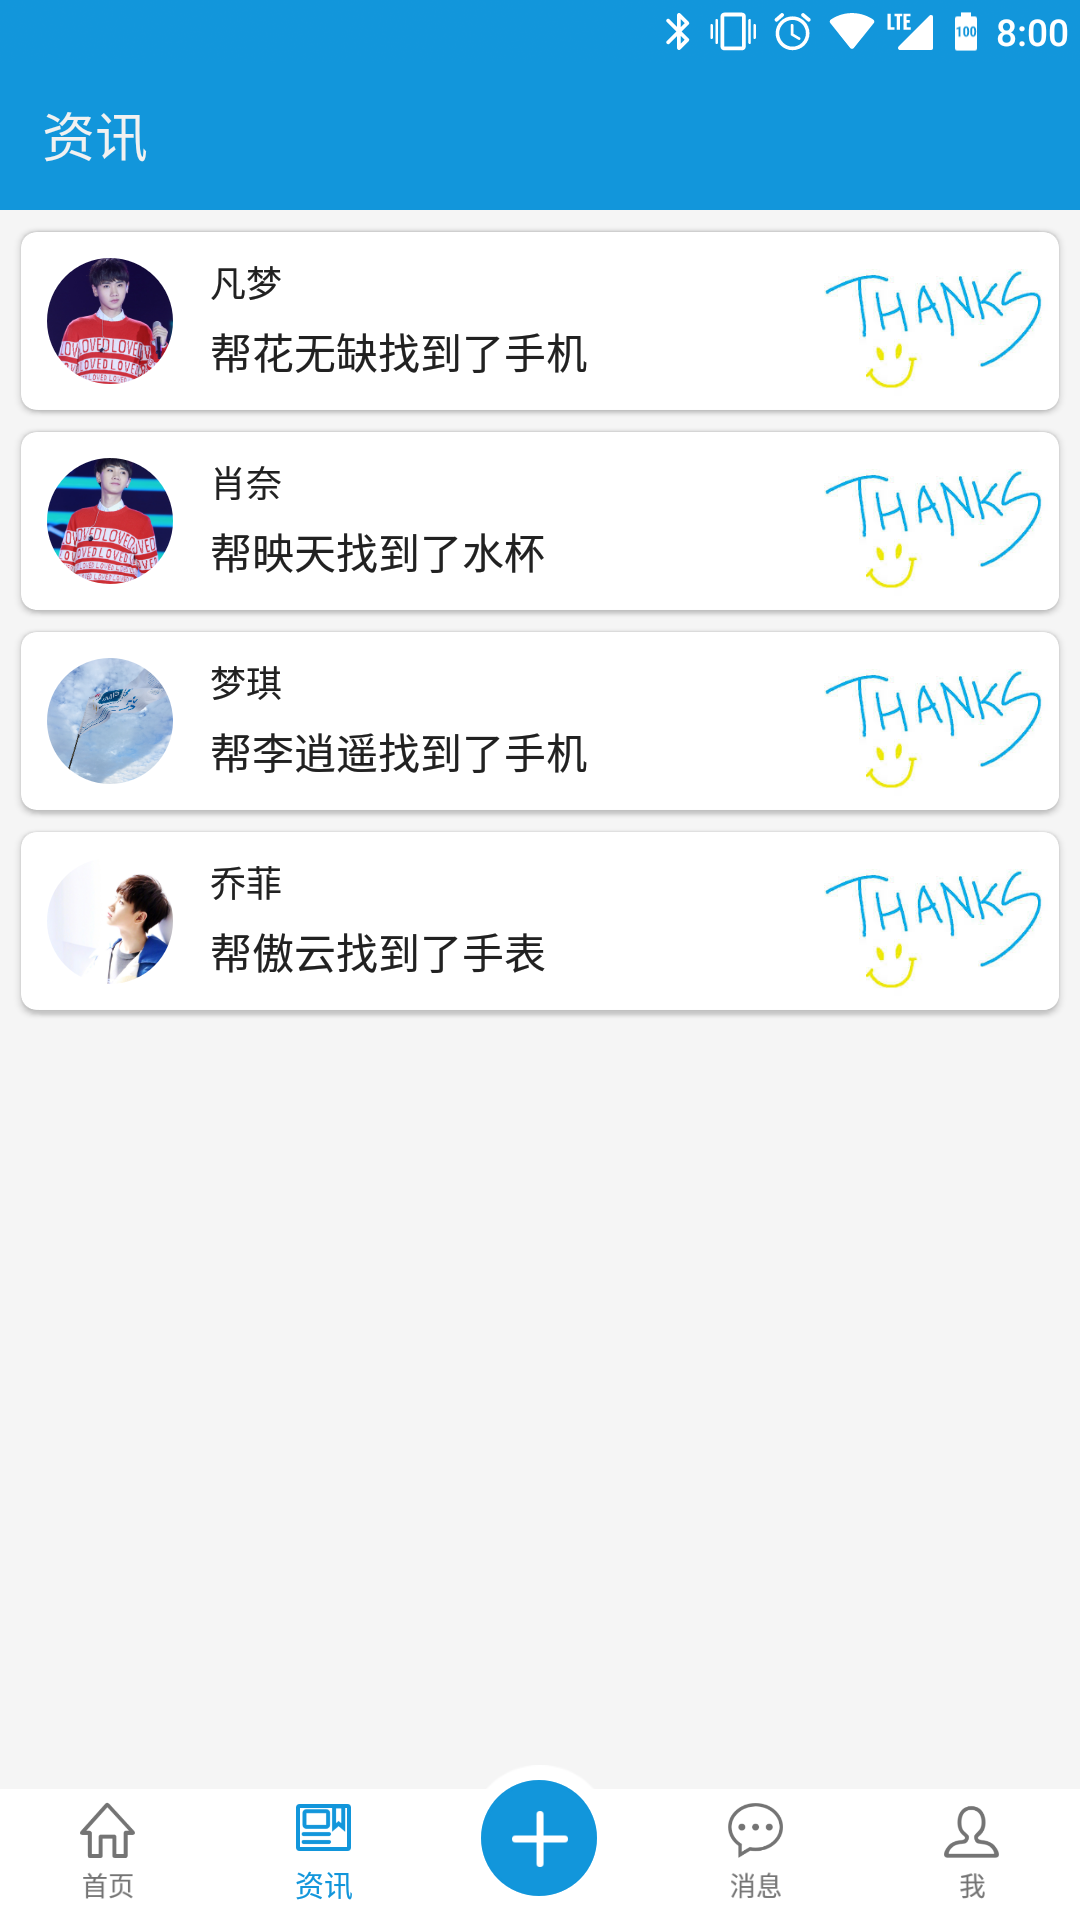 LTE 100 8:00
资讯
凡梦
帮花无缺找到了手机
THANKS
肖奈
帮映天找到了水杯
THANKS
梦琪
帮李逍遥找到了手机
THANKS
乔菲
帮傲云找到了手表
THANKS
首页 资讯 消息 我